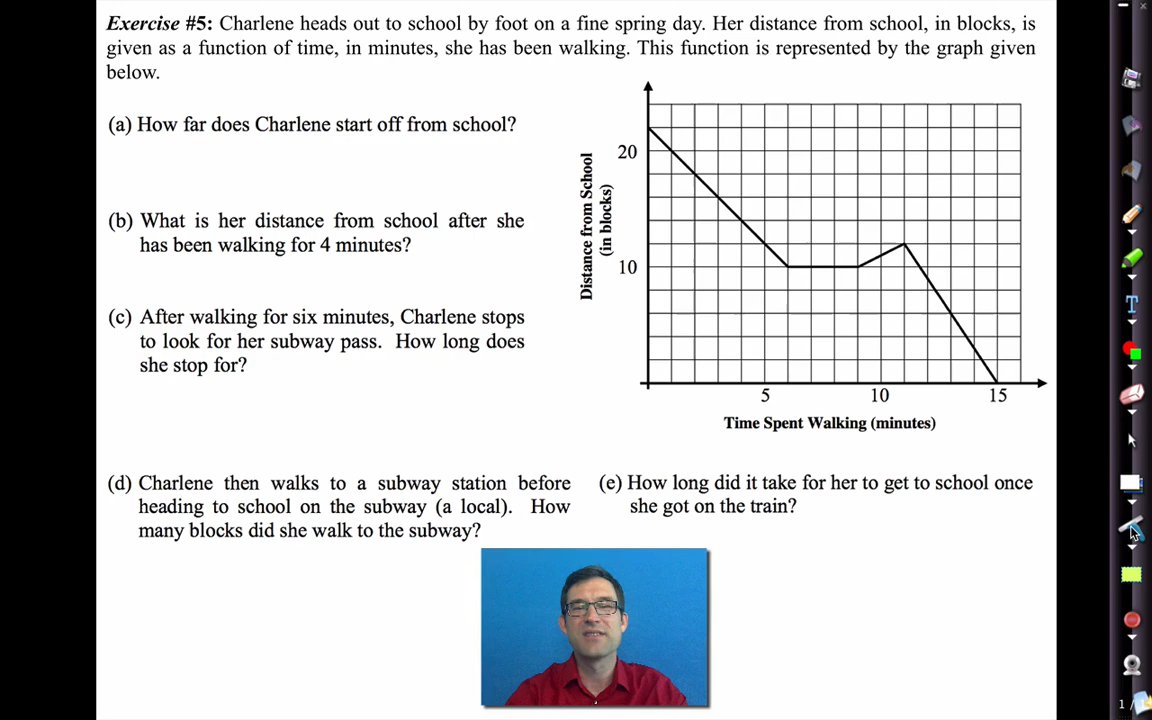 Exercise #5: Charlene heads out to school by foot on a fine spring day. Her distance from school, in blocks, is
given as a function of time, in minutes, she has been walking. This function is represented by the graph given
below.
(a) How far does Charlene start off from school?
(b) What is her distance from school after she
has been walking for 4 minutes?
(c) After walking for six minutes, Charlene stops
to look for her subway pass. How long does
she stop for?
Distance from School
(in blocks)
20
10
5 10 15
Time Spent Walking (minutes)
(d) Charlene then walks to a subway station before
heading to school on the subway (a local). How
many blocks did she walk to the subway?
(e) How long did it take for her to get to school once
she got on the train?
T
1 /